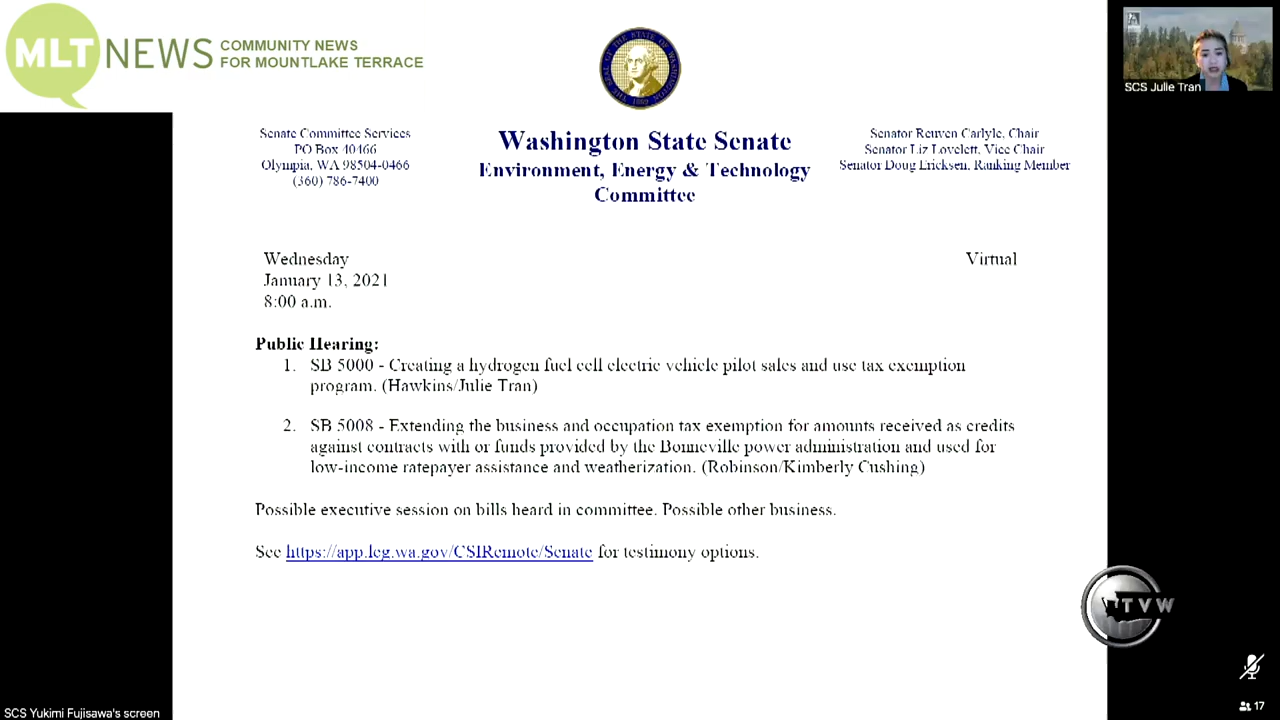 MLT NEWS
COMMUNITY NEWS
FOR MOUNTLAKE TERRACE
SCS Julie Tran
Senate Committee Services
PO Box 40466
Olympia, WA 98504-0466
(360) 786-7400
Washington State Senate
Environment, Energy & Technology
Committee
Senator Reuven Carlyle, Chair
Senator Liz Lovelett, Vice Chair
Senator Doug Ericksen, Ranking Member
Wednesday
Virtual
January 13, 2021
8:00 a.m.
Public Hearing:
1. SB 5000 - Creating a hydrogen fuel cell electric vehicle pilot sales and use tax exemption
program. (Hawkins/Julie Tran)
2. SB 5008 - Extending the business and occupation tax exemption for amounts received as credits
against contracts with or funds provided by the Bonneville power administration and used for
low-income ratepayer assistance and weatherization. (Robinson/Kimberly Cushing)
Possible executive session on bills heard in committee. Possible other business.
See https://app.leg.wa.gov/CSIRemote/Senate for testimony options.
TVW
17
SCS Yukimi Fujisawa's screen